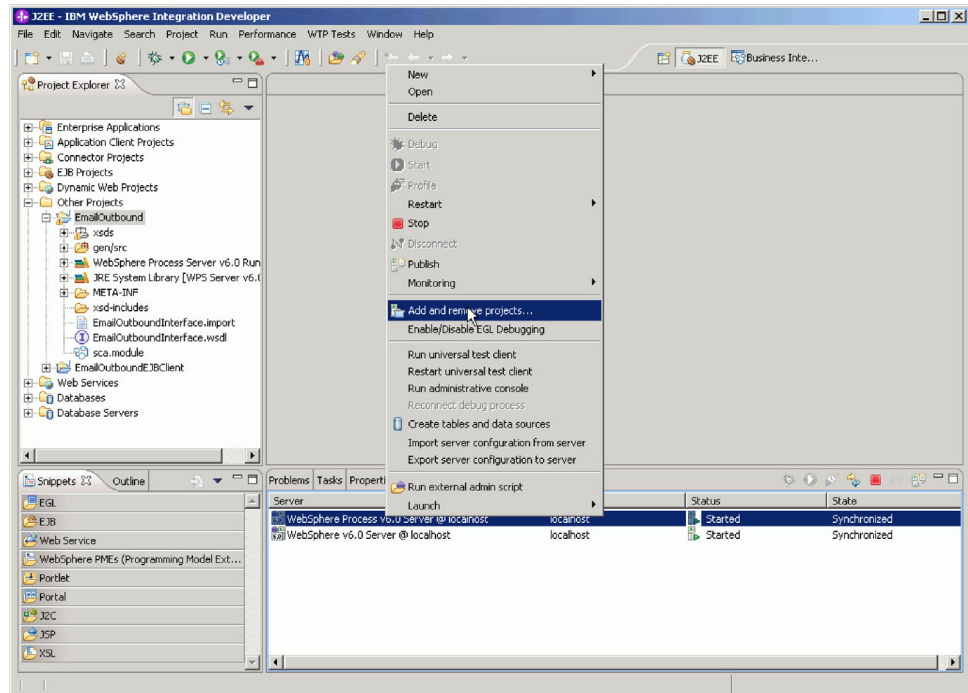 J2EE - IBM WebSphere Integration Developer
File Edit Navigate Search Project Run Performance WTP Tests Window Help
J2EE Business Inte...
Project Explorer
Enterprise Applications
Application Client Projects
Connector Projects
EJB Projects
Dynamic Web Projects
Other Projects
EmailOutbound
xsds
gen/src
WebSphere Process Server v6.0 Run
JRE System Library [WPS Server v6.0
META-INF
xsd-includes
EmailOutboundInterface.import
EmailOutboundInterface.wsdl
sca.module
EmailOutboundEJBClient
Web Services
Databases
Database Servers
New
Open
Delete
Debug
Start
Profile
Restart
Stop
Disconnect
Publish
Monitoring
Add and remove projects...
Enable/Disable EGL Debugging
Run universal test client
Restart universal test client
Run administrative console
Reconnect debug process
Create tables and data sources
Import server configuration from server
Export server configuration to server
Run external admin script
Launch
Snippets Outline
EGL
EJB
Web Service
WebSphere PMEs (Programming Model Ext...
Portlet
Portal
J2C
JSP
XSL
Problems Tasks Properti
Server Status State
WebSphere Process v6.0 Server @ localhost localhost Started Synchronized
WebSphere v6.0 Server @ localhost localhost Started Synchronized